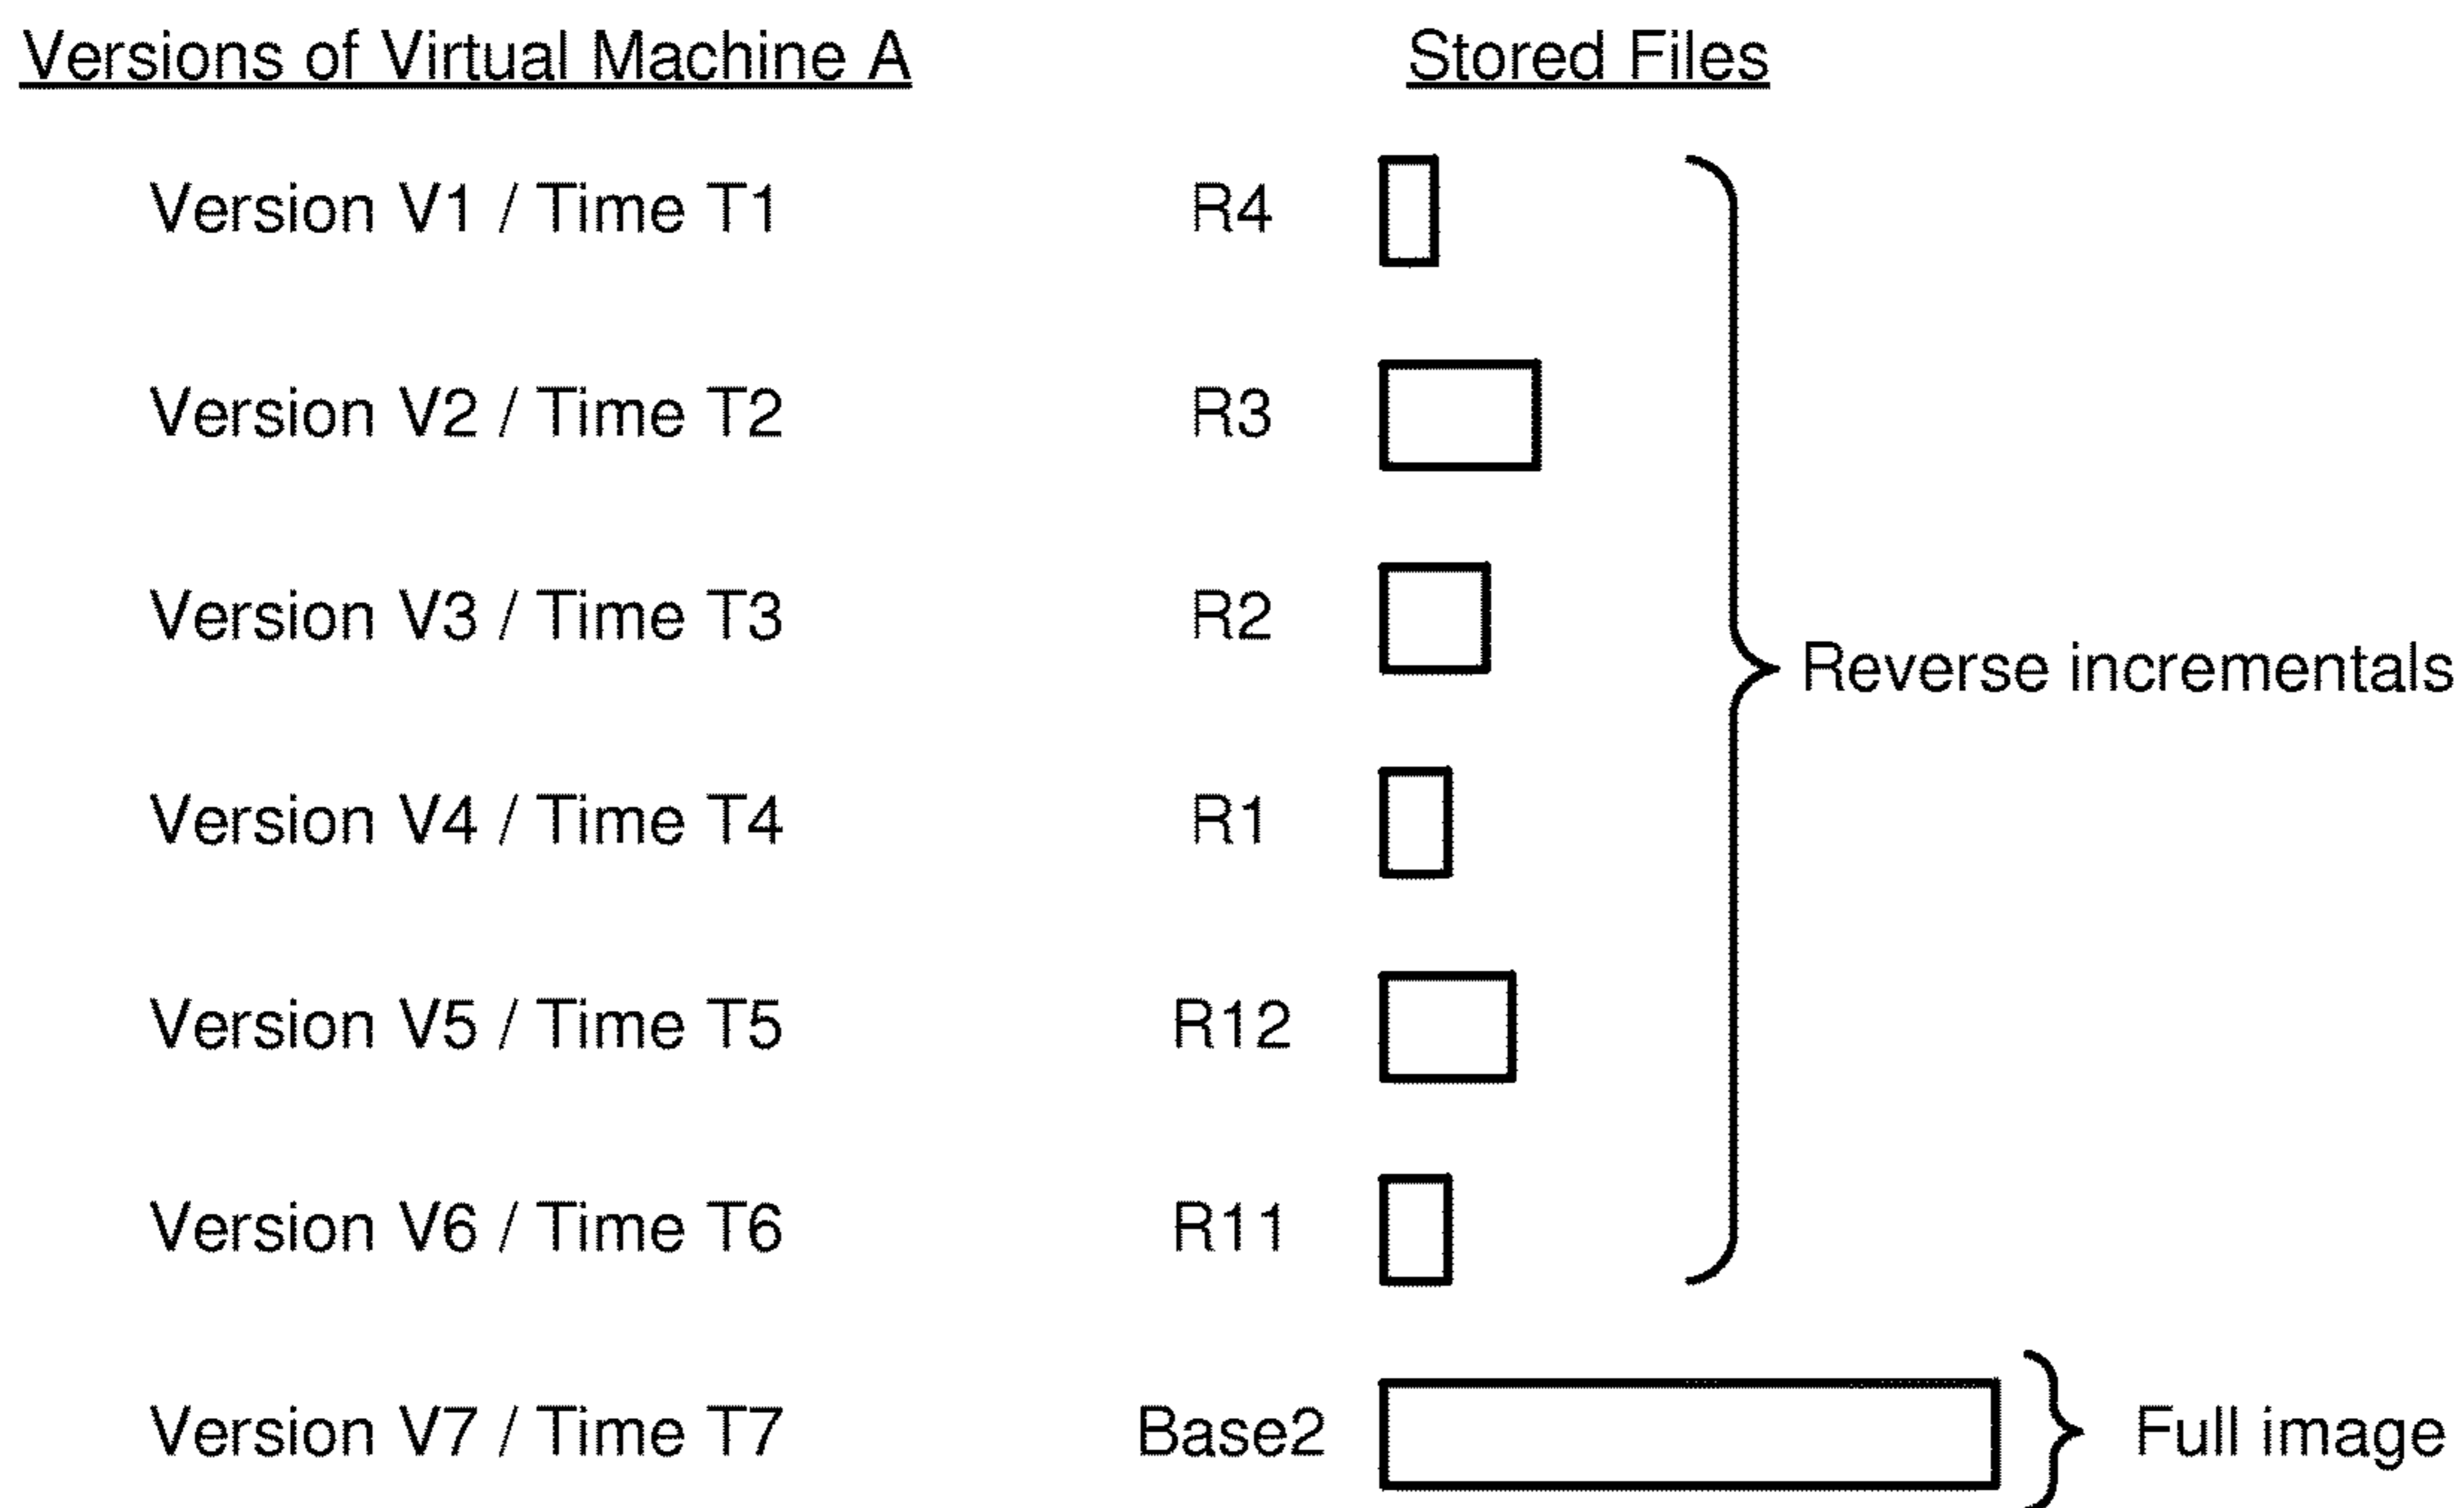 Versions of Virtual Machine A
Stored Files
Version V1 / Time T1
R4
Version V2 / Time T2
R3
Version V3 / Time T3
R2
Reverse incrementals
Version V4 / Time T4
R1
Version V5 / Time T5
R12
Version V6 / Time T6
R11
Version V7 / Time T7
Base2
Full image